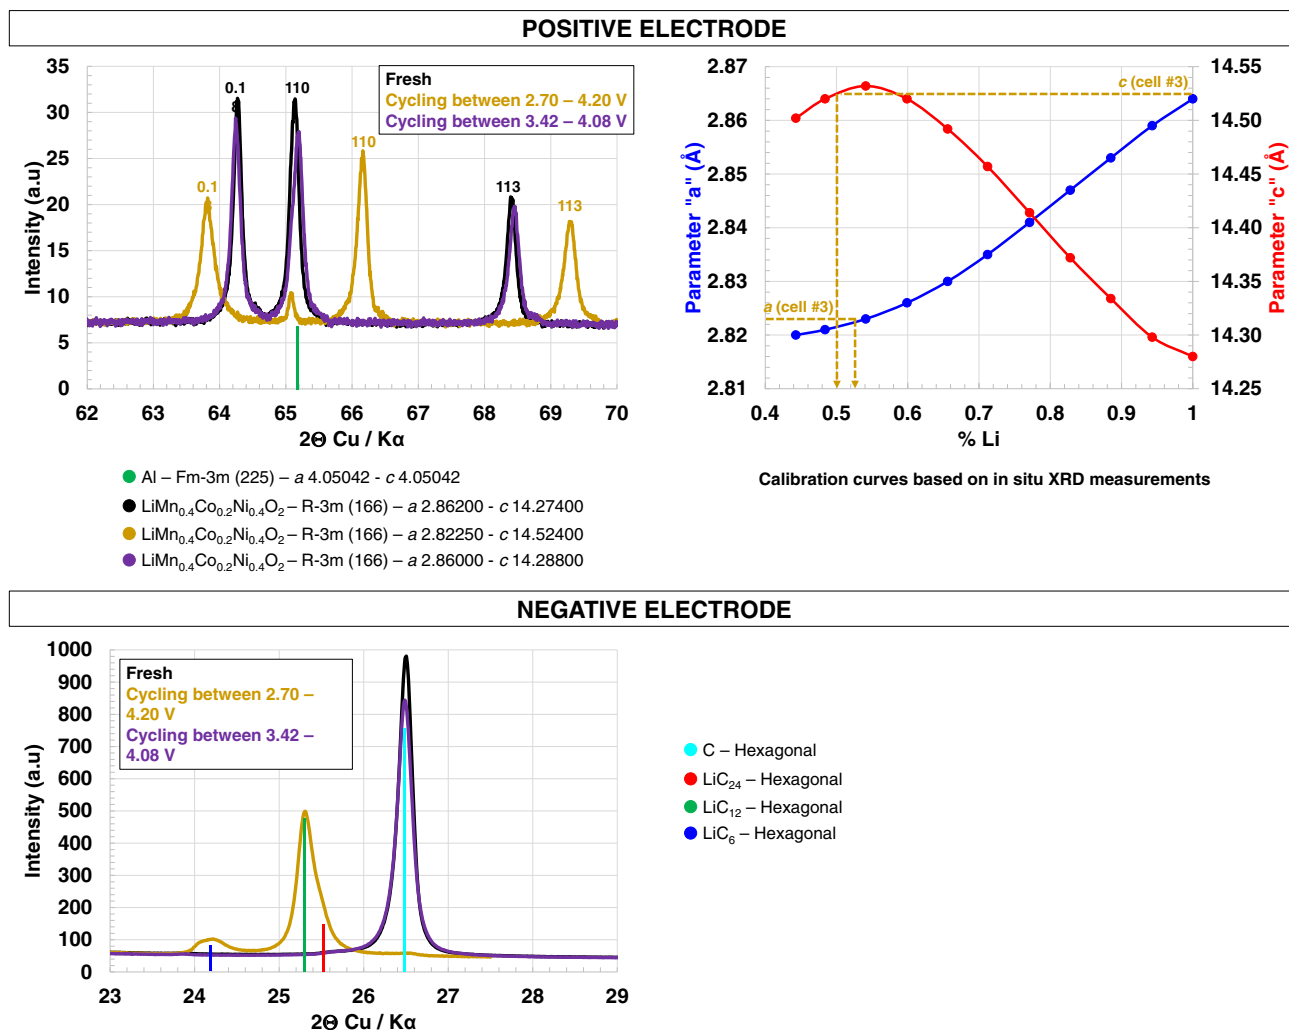 POSITIVE ELECTRODE
35
30
25
20
15
10
5
0
Intensity (a.u)
0.1
8
110
Fresh
Cycling between 2.70 – 4.20 V
Cycling between 3.42 – 4.08 V
110
0.1
113
113
62 63 64 65 66 67 68 69 70
2Θ Cu / Kα
Al – Fm-3m (225) – a 4.05042 - c 4.05042
LiMn0.4Co0.2Ni0.4O2 – R-3m (166) – a 2.86200 - c 14.27400
LiMn0.4Co0.2Ni0.4O2 – R-3m (166) – a 2.82250 - c 14.52400
LiMn0.4Co0.2Ni0.4O2 – R-3m (166) – a 2.86000 - c 14.28800
2.87
2.86
2.85
2.84
2.83
2.82
2.81
Parameter "a" (Å)
c (cell #3)
a (cell #3)
14.55
14.50
14.45
14.40
14.35
14.30
14.25
Parameter "c" (Å)
0.4 0.5 0.6 0.7 0.8 0.9 1
% Li
Calibration curves based on in situ XRD measurements
NEGATIVE ELECTRODE
1000
900
800
700
600
500
400
300
200
100
0
Intensity (a.u)
Fresh
Cycling between 2.70 –
4.20 V
Cycling between 3.42 –
4.08 V
23 24 25 26 27 28 29
2Θ Cu / Kα
C – Hexagonal
LiC24 – Hexagonal
LiC12 – Hexagonal
LiC6 – Hexagonal